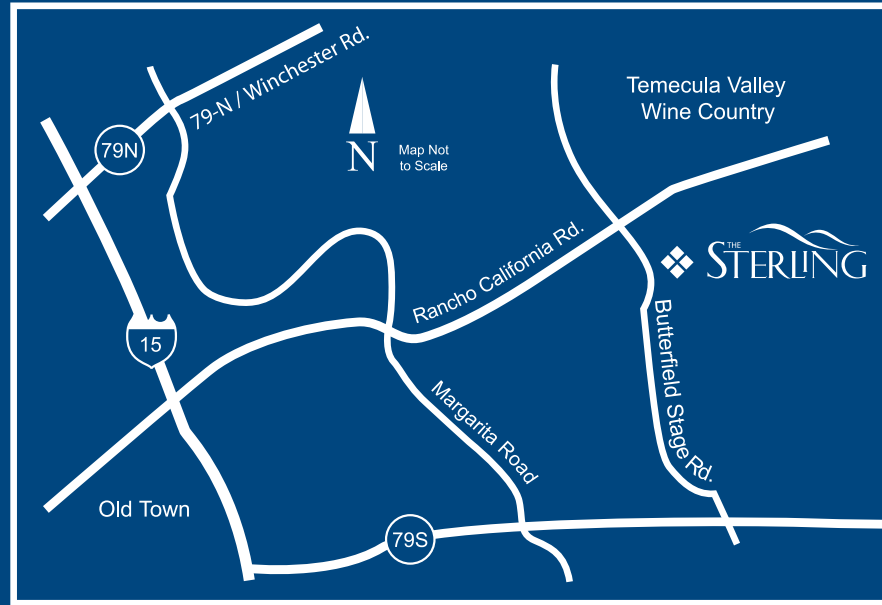 79-N / Winchester Rd.
79N
N
Map Not
to Scale
Temecula Valley
Wine Country
Rancho California Rd.
THE
STERLING
15
Butterfield Stage Rd.
Margarita Road
Old Town
79S